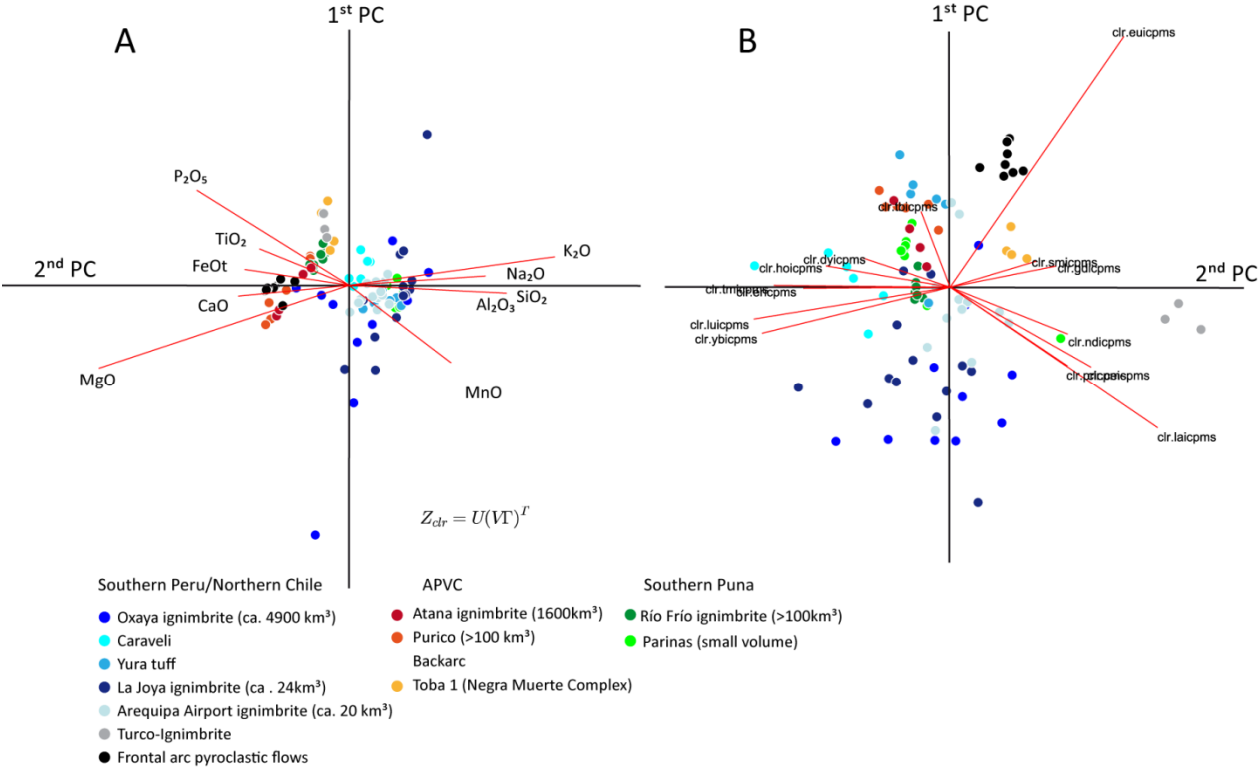 1st PC
A
P₂O₅
TiO₂
FeOt
2nd PC
CaO
MgO
K₂O
Na₂O
SiO₂
Al₂O₃
MnO
1st PC
B
clr.euicpms
clr.tbicpms
clr.dyicpms
clr.hoicpms
clr.smicpms
clr.gdicpms
2nd PC
clr.luicpms
clr.ybicpms
clr.ndicpms
clr.laicpms
Z_clr = U(VΓ)^T
Southern Peru/Northern Chile
Oxaya ignimbrite (ca. 4900 km³)
Caraveli
Yura tuff
La Joya ignimbrite (ca . 24km³)
Arequipa Airport ignimbrite (ca. 20 km³)
Turco-Ignimbrite
Frontal arc pyroclastic flows
APVC
Atana ignimbrite (1600km³)
Purico (>100 km³)
Backarc
Toba 1 (Negra Muerte Complex)
Southern Puna
Río Frío ignimbrite (>100km³)
Parinas (small volume)